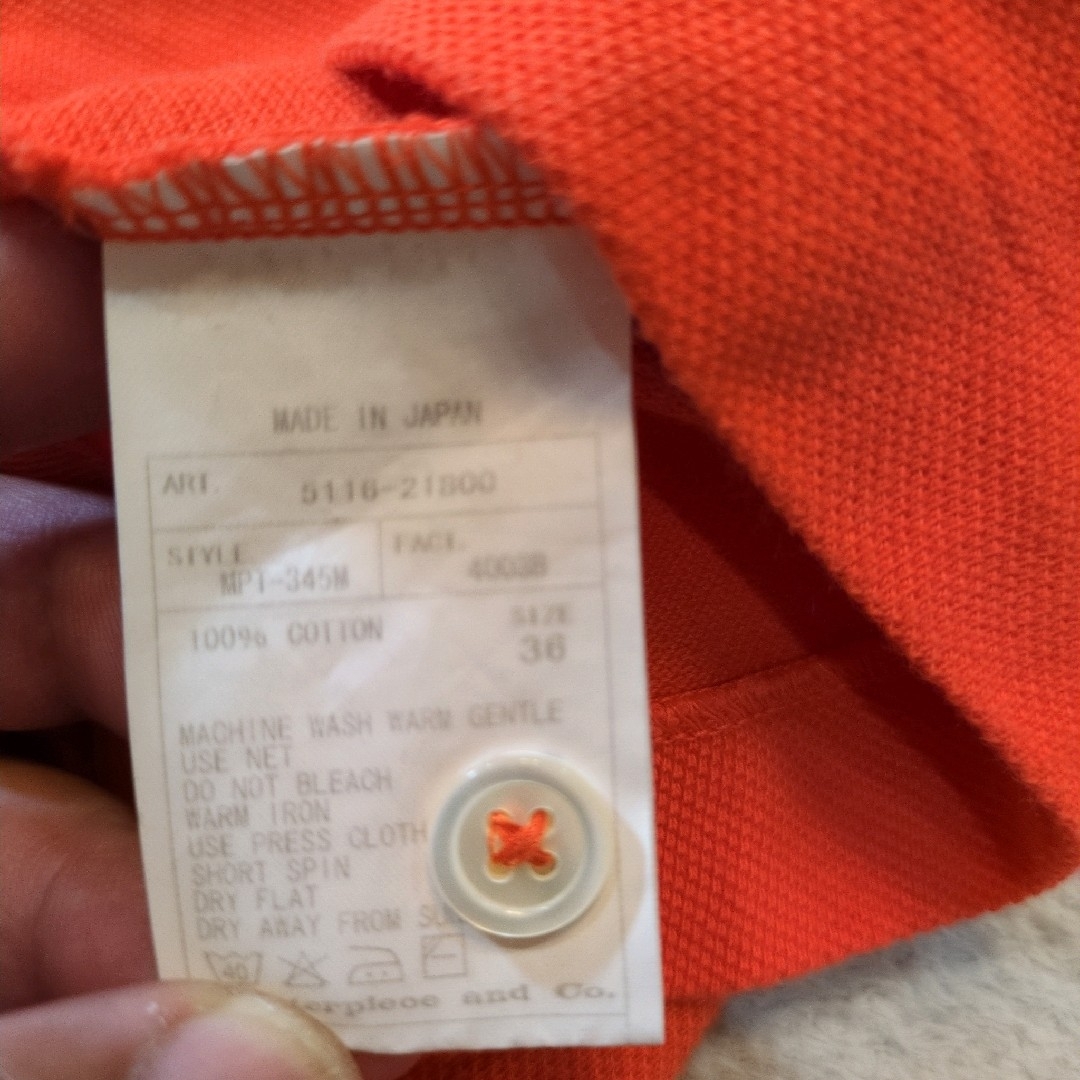 MADE IN JAPAN
ART. 5116-21800
STYLE FACT.
MPT-345M
100% COTTON SIZE
36
MACHINE WASH WARM GENTLE
USE NET
DO NOT BLEACH
WARM IRON
USE PRESS CLOTH
SHORT SPIN
DRY FLAT
DRY AWAY FROM
40
and Co.